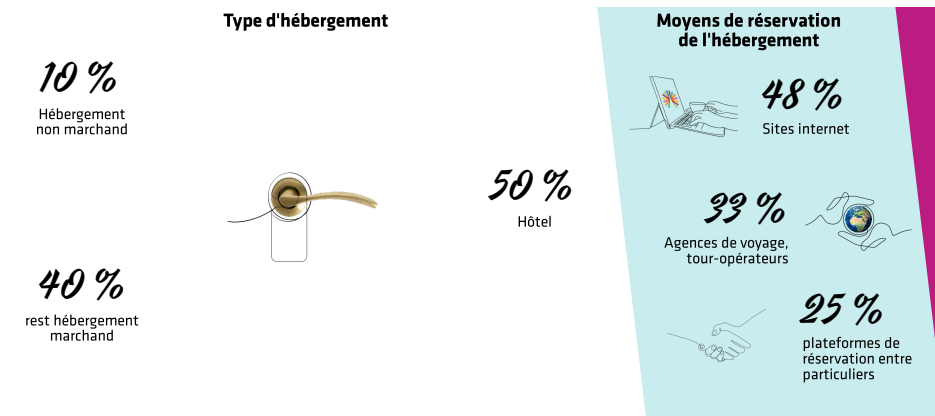 Type d'hébergement
10 %
Hébergement
non marchand
50 %
Hôtel
40 %
rest hébergement
marchand
Moyens de réservation
de l'hébergement
48 %
Sites internet
33 %
Agences de voyage,
tour-opérateurs
25 %
plateformes de
réservation entre
particuliers